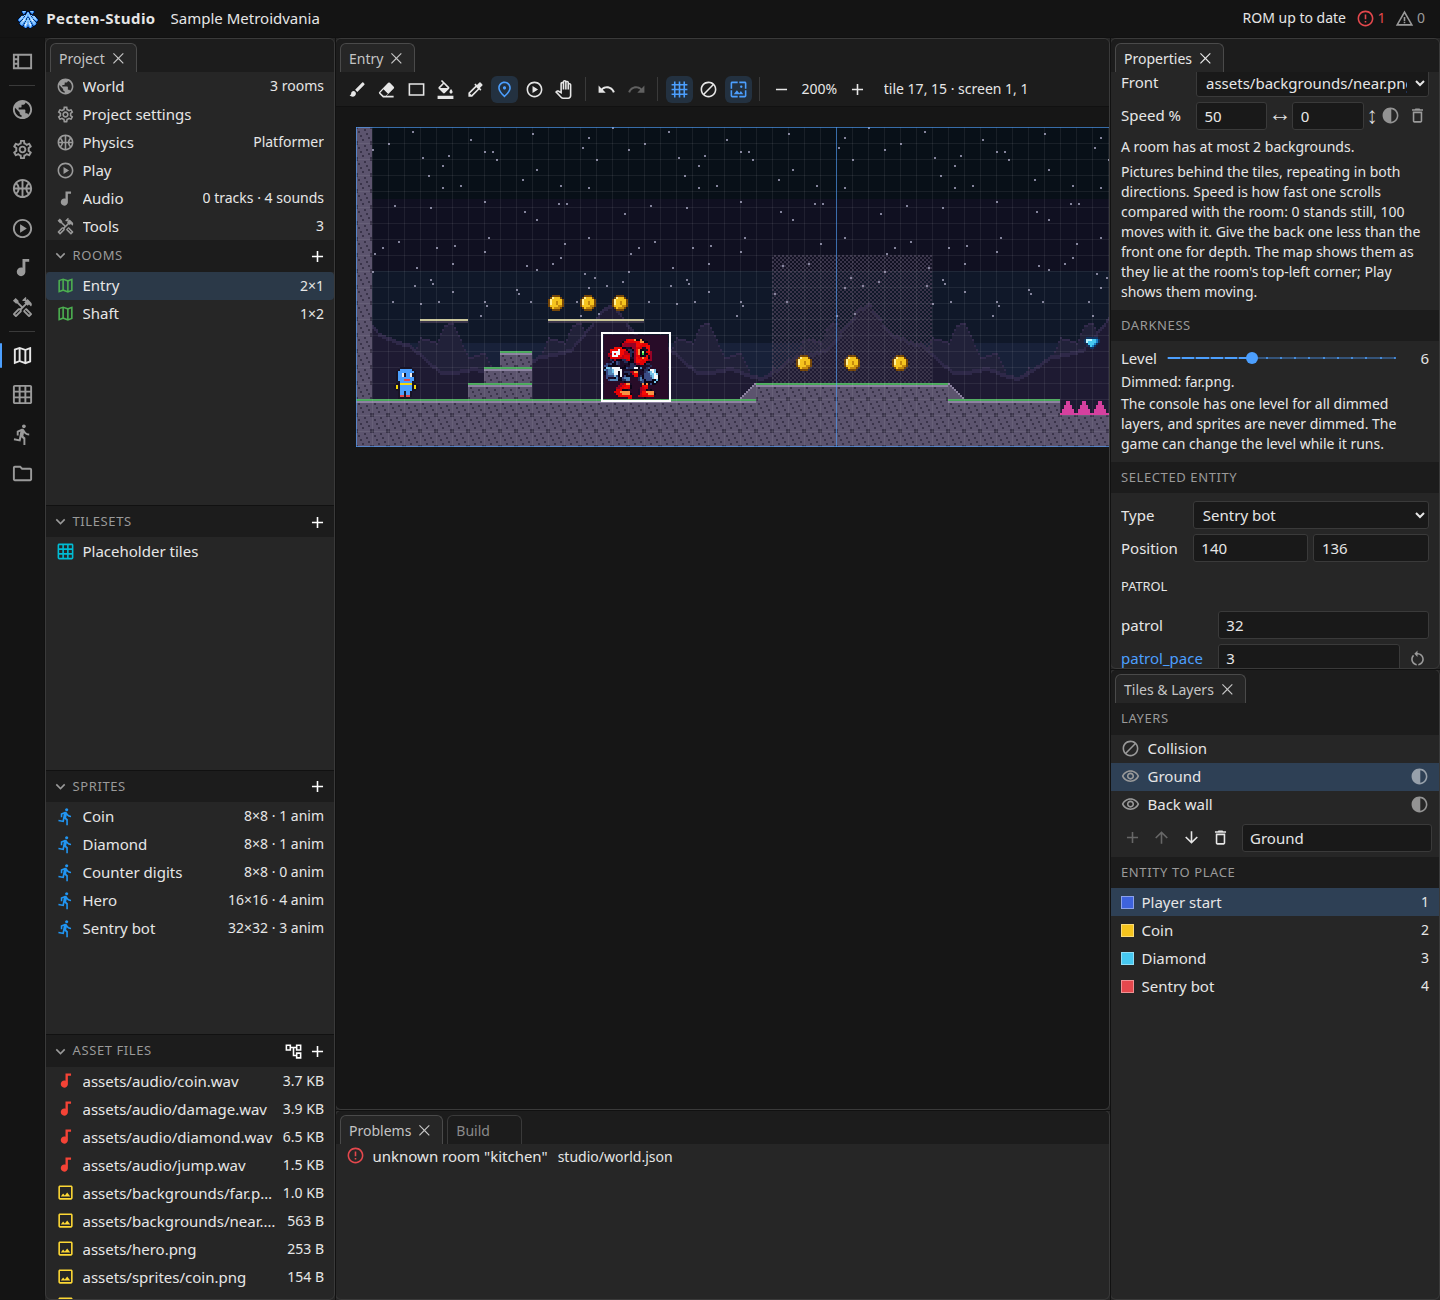 Pecten-Studio Sample Metroidvania
ROM up to date 1 0
Project
World 3 rooms
Project settings
Physics Platformer
Play
Audio 0 tracks · 4 sounds
Tools 3
ROOMS
Entry 2×1
Shaft 1×2
TILESETS
Placeholder tiles
SPRITES
Coin 8×8 · 1 anim
Diamond 8×8 · 1 anim
Counter digits 8×8 · 0 anim
Hero 16×16 · 4 anim
Sentry bot 32×32 · 3 anim
ASSET FILES
assets/audio/coin.wav 3.7 KB
assets/audio/damage.wav 3.9 KB
assets/audio/diamond.wav 6.5 KB
assets/audio/jump.wav 1.5 KB
assets/backgrounds/far.p... 1.0 KB
assets/backgrounds/near.... 563 B
assets/hero.png 253 B
assets/sprites/coin.png 154 B
Entry
200% tile 17, 15 · screen 1, 1
Problems Build
unknown room "kitchen" studio/world.json
Properties
Front assets/backgrounds/near.pn
Speed % 50 0
A room has at most 2 backgrounds.
Pictures behind the tiles, repeating in both
directions. Speed is how fast one scrolls
compared with the room: 0 stands still, 100
moves with it. Give the back one less than the
front one for depth. The map shows them as
they lie at the room's top-left corner; Play
shows them moving.
DARKNESS
Level 6
Dimmed: far.png.
The console has one level for all dimmed
layers, and sprites are never dimmed. The
game can change the level while it runs.
SELECTED ENTITY
Type Sentry bot
Position 140 136
PATROL
patrol 32
patrol_pace 3
Tiles & Layers
LAYERS
Collision
Ground
Back wall
Ground
ENTITY TO PLACE
Player start 1
Coin 2
Diamond 3
Sentry bot 4